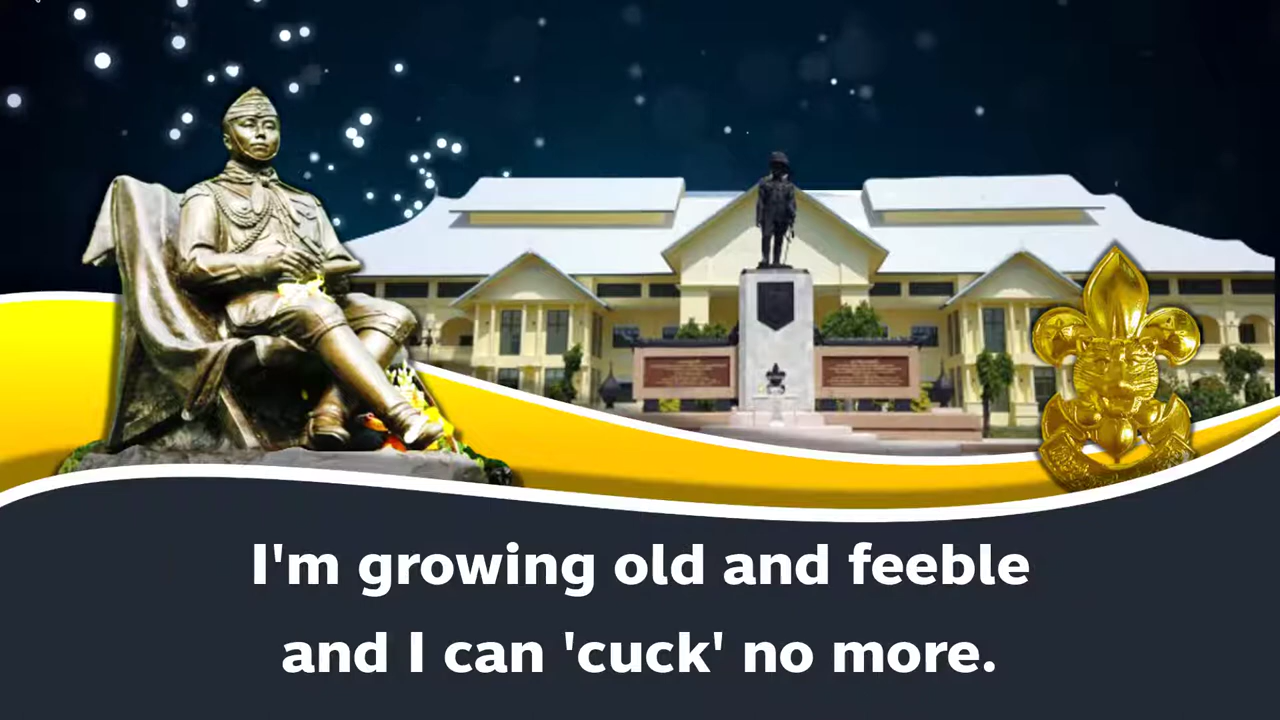 I'm growing old and feeble
and I can 'cuck' no more.